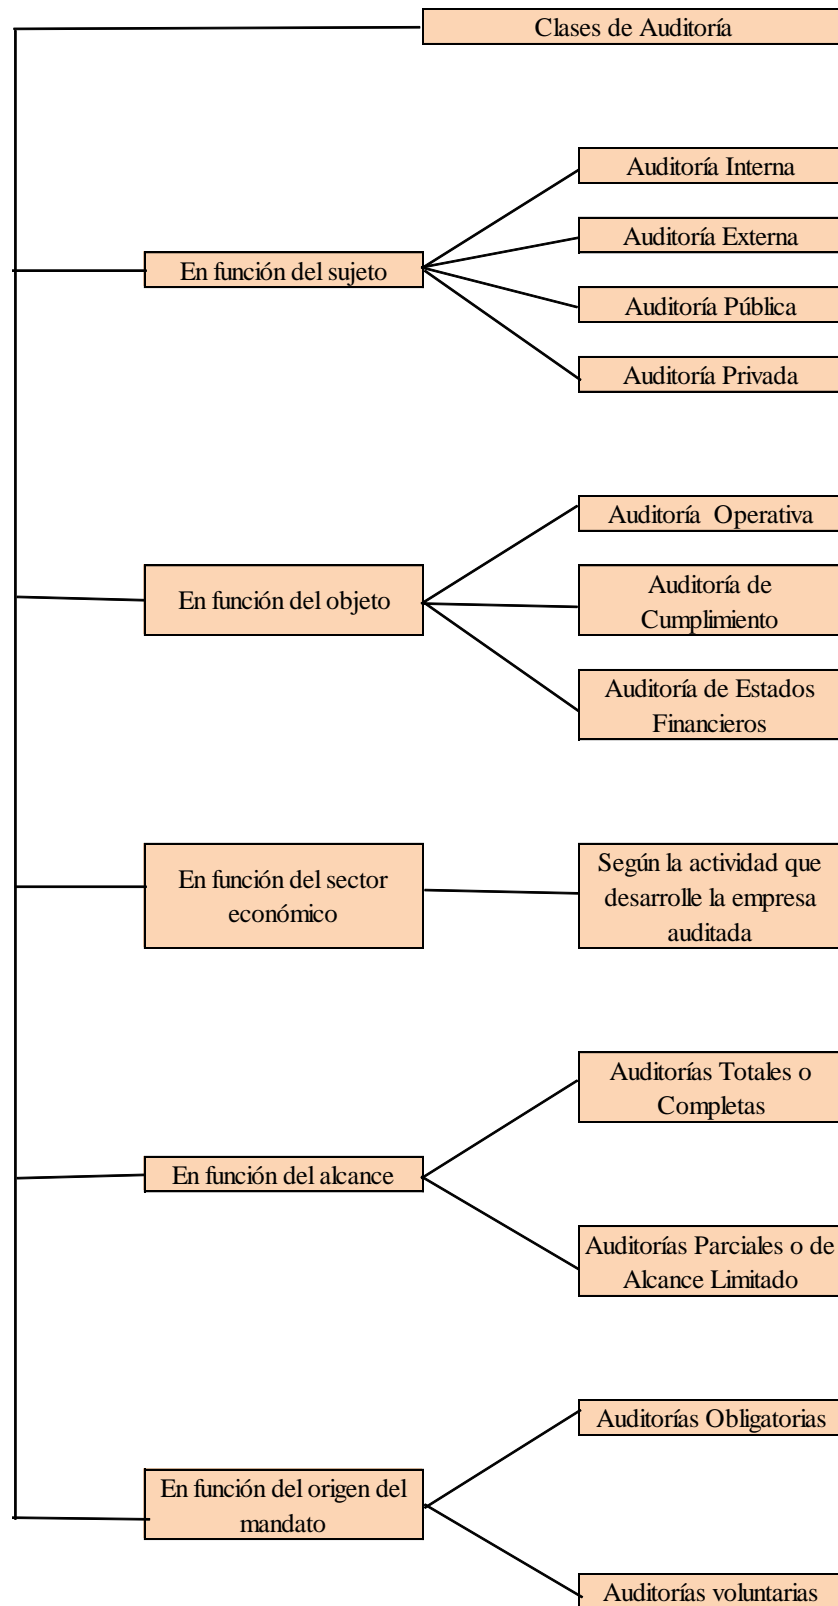 Clases de Auditoría
En función del sujeto
Auditoría Interna
Auditoría Externa
Auditoría Pública
Auditoría Privada
En función del objeto
Auditoría Operativa
Auditoría de
Cumplimiento
Auditoría de Estados
Financieros
En función del sector
económico
Según la actividad que
desarrolle la empresa
auditada
En función del alcance
Auditorías Totales o
Completas
Auditorías Parciales o de
Alcance Limitado
En función del origen del
mandato
Auditorías Obligatorias
Auditorías voluntarias